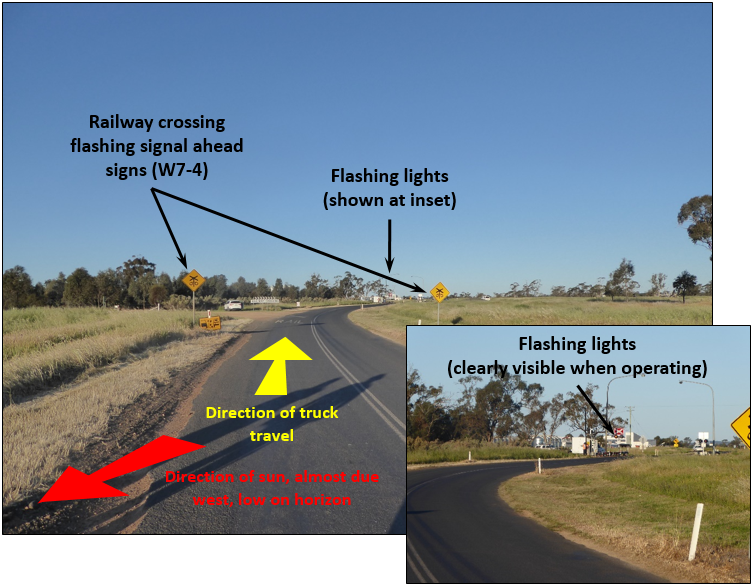 Railway crossing
flashing signal ahead
signs (W7-4)
Flashing lights
(shown at inset)
Direction of truck
travel
Direction of sun, almost due
west, low on horizon
Flashing lights
(clearly visible when operating)